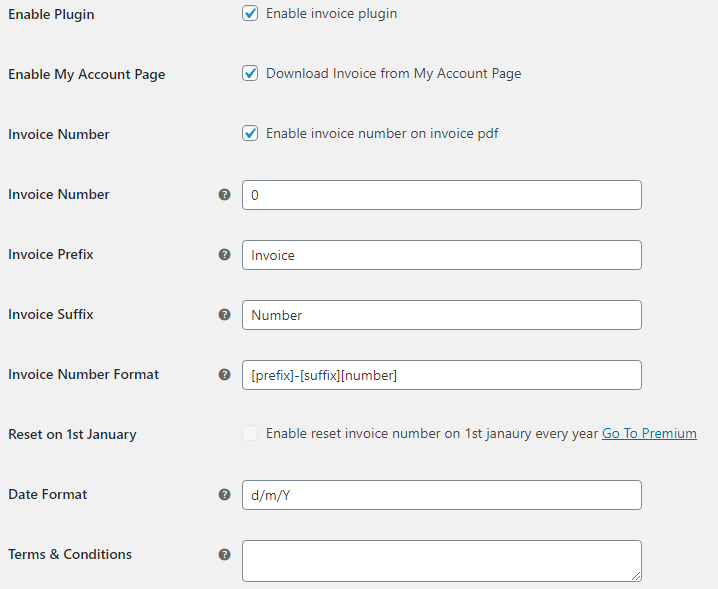 Enable Plugin Enable invoice plugin
Enable My Account Page Download Invoice from My Account Page
Invoice Number Enable invoice number on invoice pdf
Invoice Number ? 0
Invoice Prefix ? Invoice
Invoice Suffix ? Number
Invoice Number Format ? [prefix]-[suffix][number]
Reset on 1st January Enable reset invoice number on 1st janaury every year Go To Premium
Date Format ? d/m/Y
Terms & Conditions ?